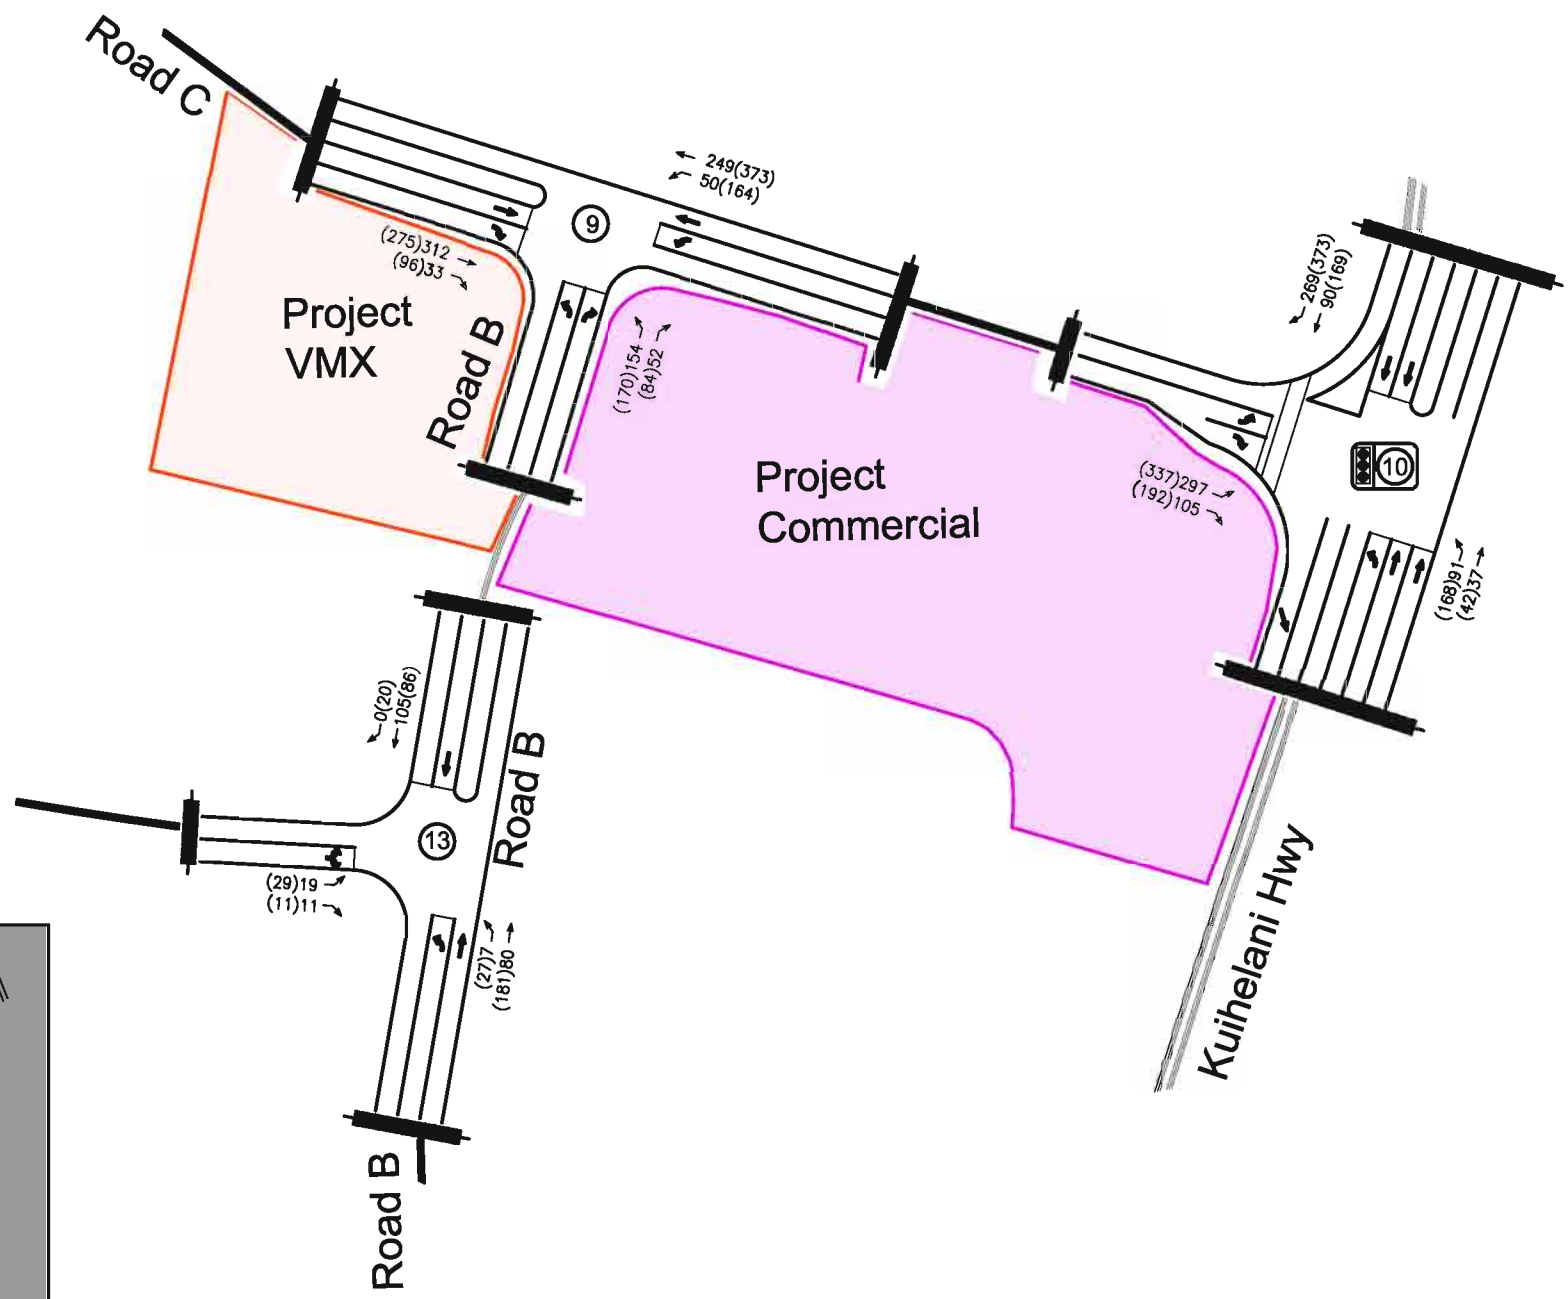 Road C
249(373)
50(164)
9
(275)312
(96)33
269(373)
90(169)
Project
VMX
Road B
(170)154
(84)52
Project
Commercial
(337)297
(192)105
10
(168)91
(42)37
0(20)
105(86)
Road B
13
(29)19
(11)11
(27)7
(181)80
Kuihelani Hwy
Road B